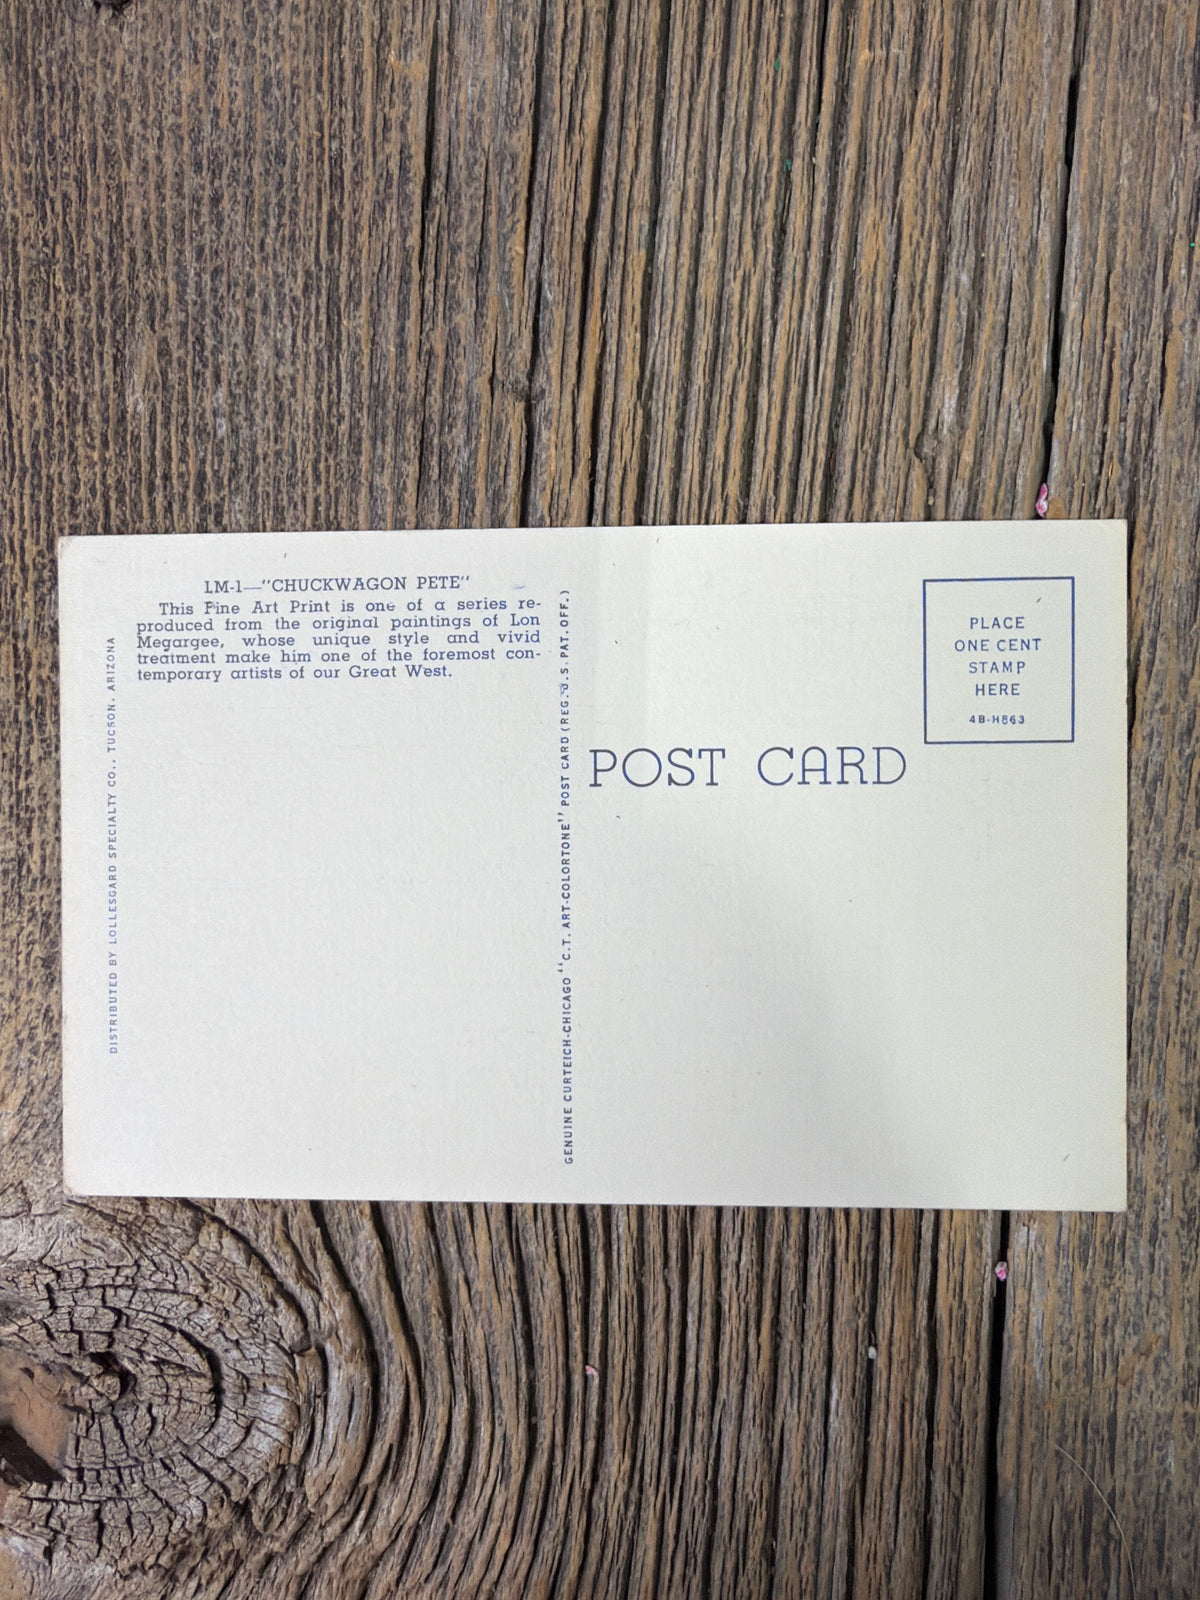 LM-1—"CHUCKWAGON PETE"
This Fine Art Print is one of a series re-
produced from the original paintings of Lon
Megargee, whose unique style and vivid
treatment make him one of the foremost con-
temporary artists of our Great West.
DISTRIBUTED BY LOLLESGARD SPECIALTY CO., TUCSON, ARIZONA
GENUINE CURTEICH-CHICAGO "C.T. ART-COLORTONE" POST CARD (REG. U.S. PAT. OFF.)
POST CARD
PLACE
ONE CENT
STAMP
HERE
4B-H863